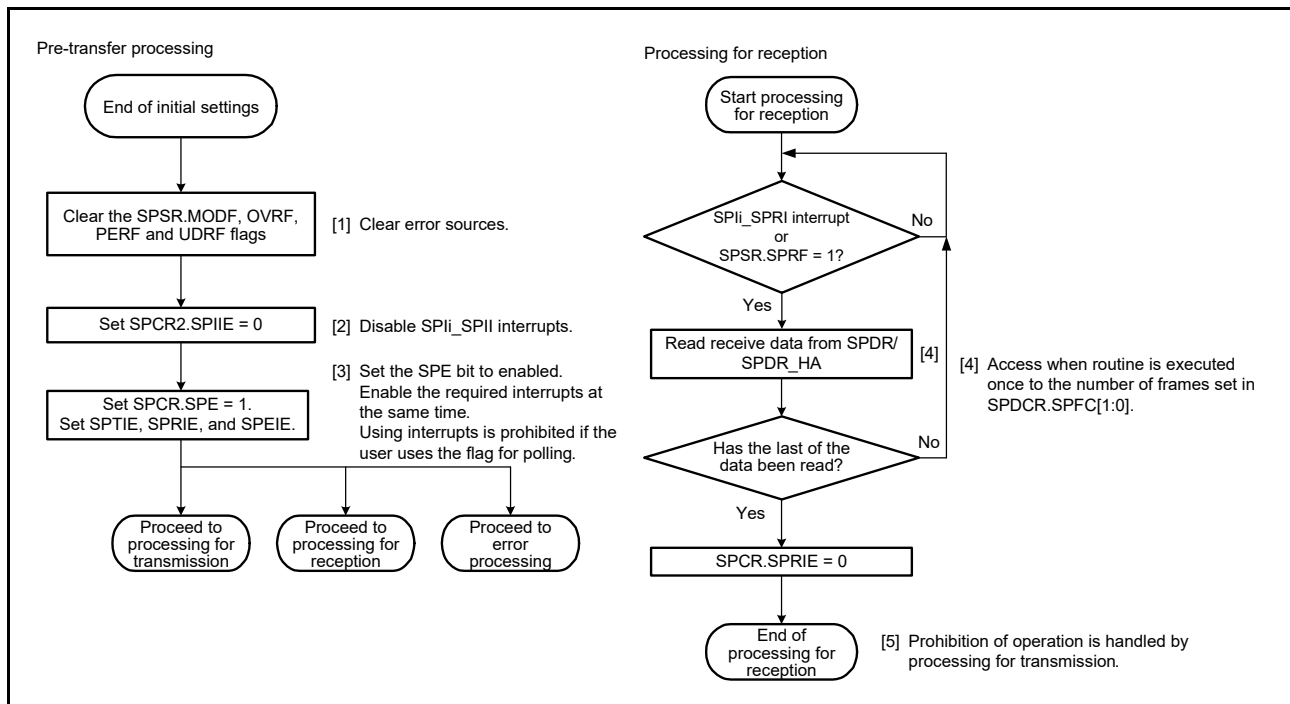 Pre-transfer processing
End of initial settings
Clear the SPSR.MODF, OVRF,
PERF and UDRF flags
[1] Clear error sources.
Set SPCR2.SPIIE = 0
[2] Disable SPIi_SPII interrupts.
Set SPCR.SPE = 1.
Set SPTIE, SPRIE, and SPEIE.
[3] Set the SPE bit to enabled.
Enable the required interrupts at
the same time.
Using interrupts is prohibited if the
user uses the flag for polling.
Proceed to
processing for
transmission
Proceed to
processing for
reception
Proceed to
error
processing
Processing for reception
Start processing
for reception
SPIi_SPRI interrupt
or
SPSR.SPRF = 1?
No
Yes
Read receive data from SPDR/
SPDR_HA
[4]
[4] Access when routine is executed
once to the number of frames set in
SPDCR.SPFC[1:0].
Has the last of the
data been read?
No
Yes
SPCR.SPRIE = 0
End of
processing for
reception
[5] Prohibition of operation is handled by
processing for transmission.